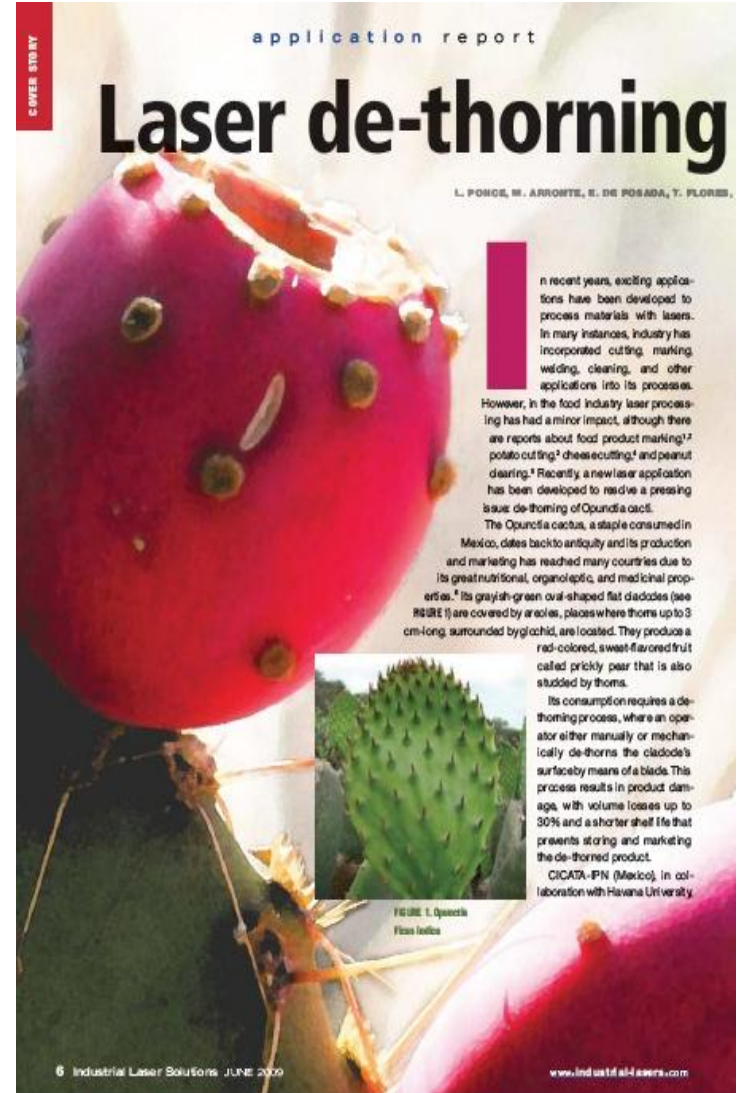 COVER STORY
application report
Laser de-thorning
L. PONCE, M. ARRONTE, E. DE POSADA, T. FLORES,
I
n recent years, exciting applica-
tions have been developed to
process materials with lasers.
In many instances, industry has
incorporated cutting, marking,
welding, cleaning, and other
applications into its processes.
However, in the food industry laser process-
ing has had a minor impact, although there
are reports about food product marking,1,2
potato cutting,3 cheese cutting,4 and peanut
clearing.5 Recently, a new laser application
has been developed to resolve a pressing
issue: de-thorning of Opunctia cacti.
The Opunctia cactus, a staple consumed in
Mexico, dates back to antiquity and its production
and marketing has reached many countries due to
its great nutritional, organoleptic, and medicinal prop-
erties.6 Its grayish-green oval-shaped flat cladodes (see
FIGURE 1) are covered by areoles, places where thorns up to 3
cm-long, surrounded by glochid, are located. They produce a
red-colored, sweet-flavored fruit
called prickly pear that is also
studded by thorns.
Its consumption requires a de-
thorning process, where an oper-
ator either manually or mechan-
ically de-thorns the cladode's
surface by means of a blade. This
process results in product dam-
age, with volume losses up to
30% and a shorter shelf life that
prevents storing and marketing
the de-thorned product.
CICATA-IPN (Mexico), in col-
laboration with Havana University,
FIGURE 1. Opunctia
Ficus Indica
6 Industrial Laser Solutions JUNE 2009
www.industrial-lasers.com